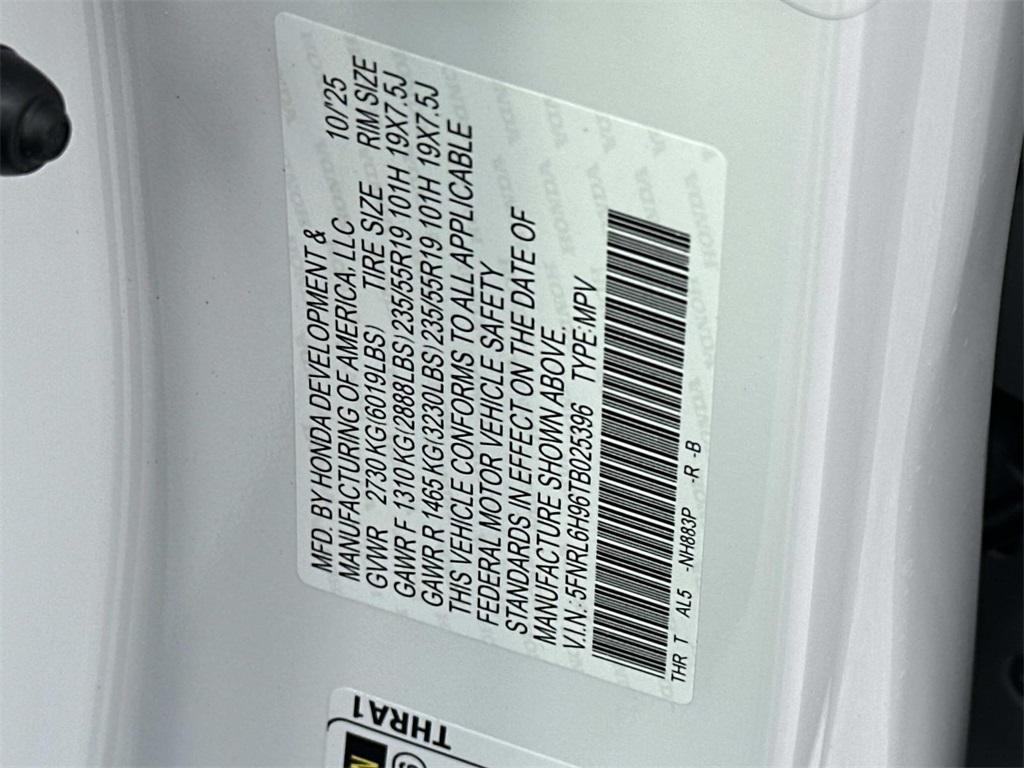 MFD. BY HONDA DEVELOPMENT &
MANUFACTURING OF AMERICA, LLC 10/'25
GVWR 2730 KG(6019LBS) TIRE SIZE RIM SIZE
GAWR F 1310 KG(2888LBS) 235/55R19 101H 19X7.5J
GAWR R 1465 KG(3230LBS) 235/55R19 101H 19X7.5J
THIS VEHICLE CONFORMS TO ALL APPLICABLE
FEDERAL MOTOR VEHICLE SAFETY
STANDARDS IN EFFECT ON THE DATE OF
MANUFACTURE SHOWN ABOVE.
V.I.N.: 5FNRL6H96TB025396 TYPE:MPV
THR T AL5 -NH883P -R -B
THRA1